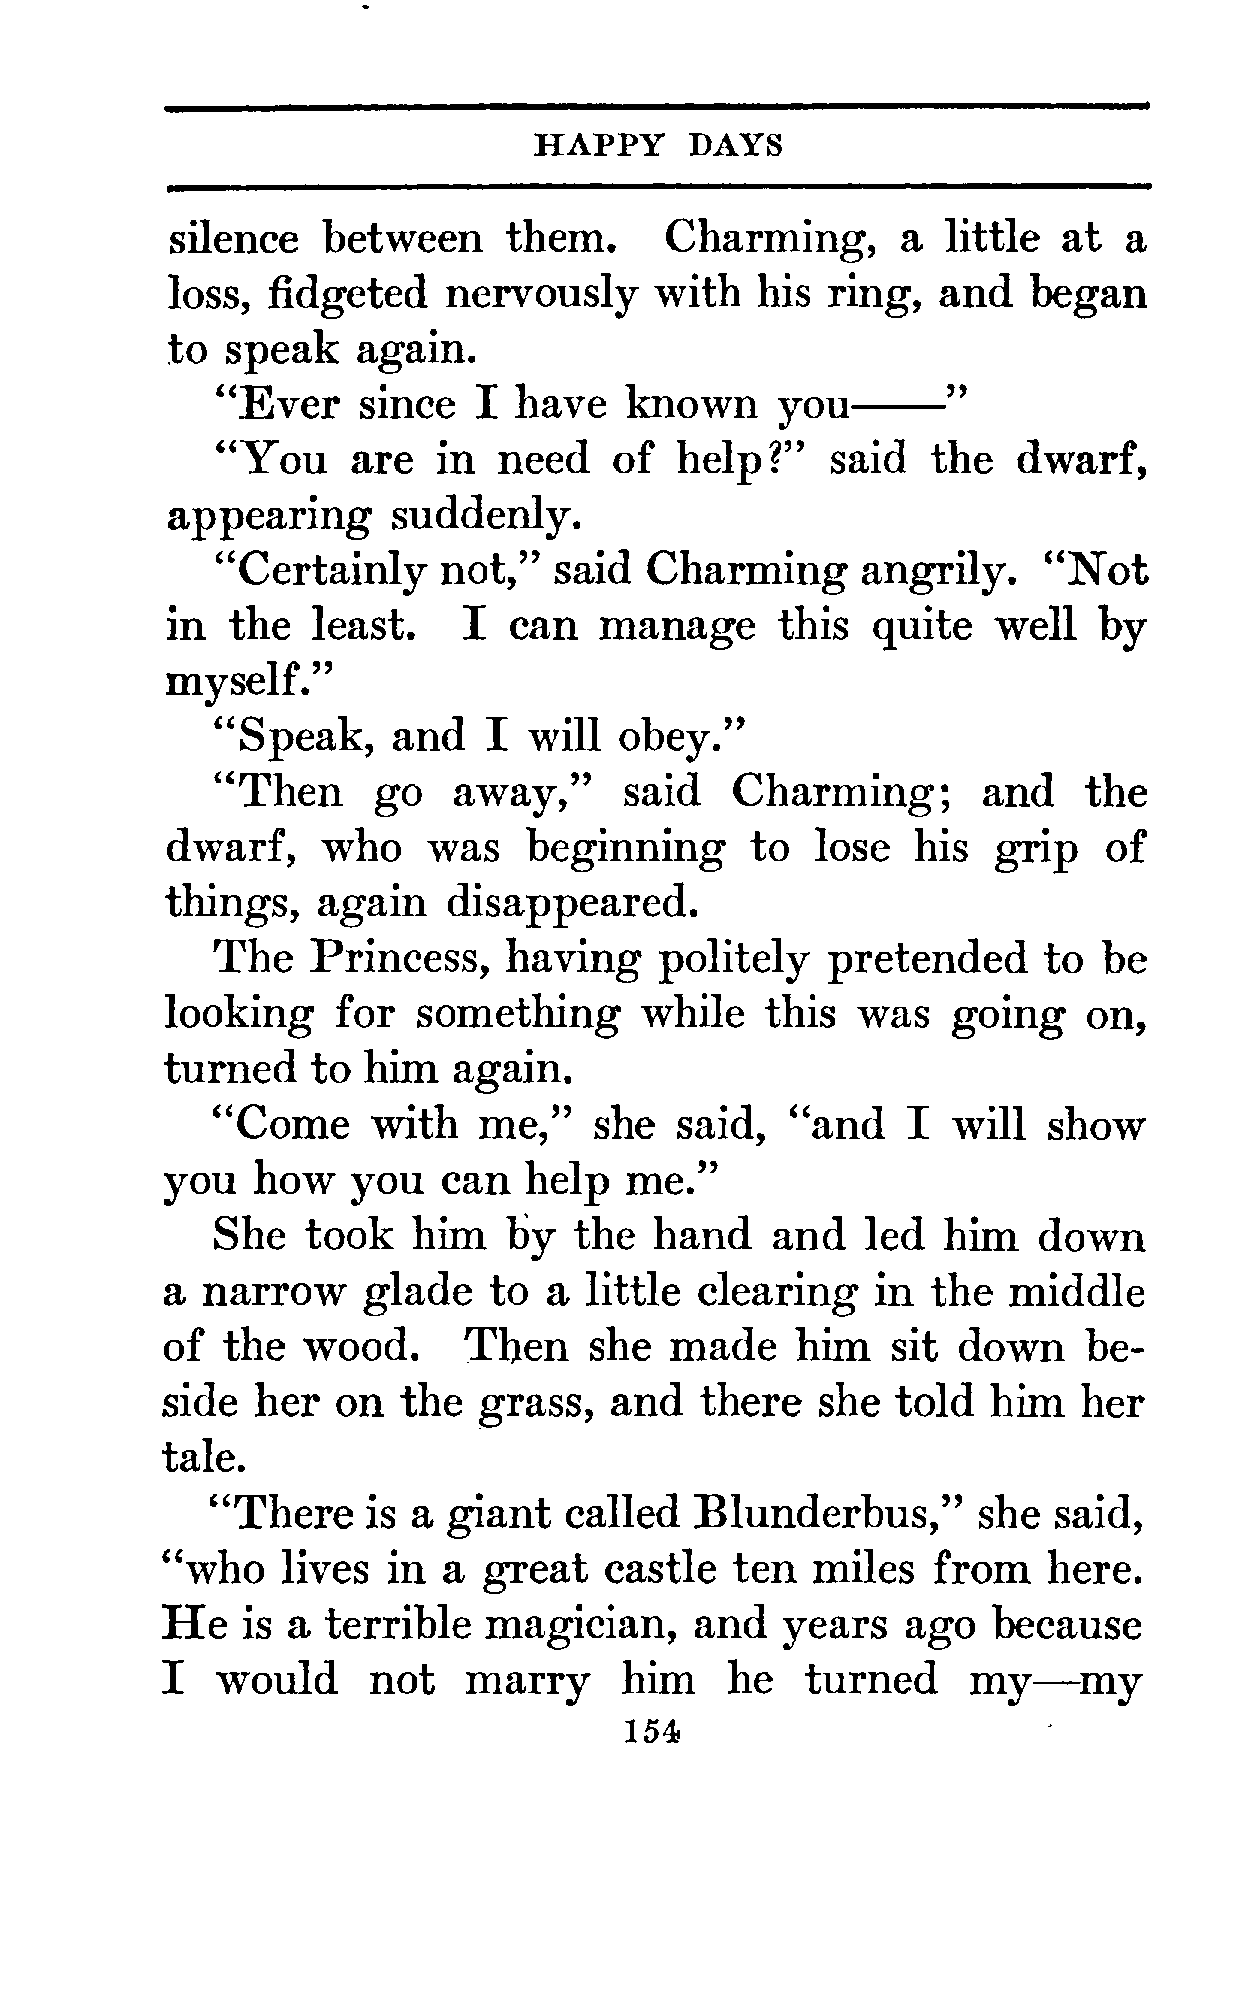 HAPPY DAYS
silence between them. Charming, a little at a
loss, fidgeted nervously with his ring, and began
to speak again.
“Ever since I have known you——”
“You are in need of help?” said the dwarf,
appearing suddenly.
“Certainly not,” said Charming angrily. “Not
in the least. I can manage this quite well by
myself.”
“Speak, and I will obey.”
“Then go away,” said Charming; and the
dwarf, who was beginning to lose his grip of
things, again disappeared.
The Princess, having politely pretended to be
looking for something while this was going on,
turned to him again.
“Come with me,” she said, “and I will show
you how you can help me.”
She took him by the hand and led him down
a narrow glade to a little clearing in the middle
of the wood. Then she made him sit down be-
side her on the grass, and there she told him her
tale.
“There is a giant called Blunderbus,” she said,
“who lives in a great castle ten miles from here.
He is a terrible magician, and years ago because
I would not marry him he turned my—my
154